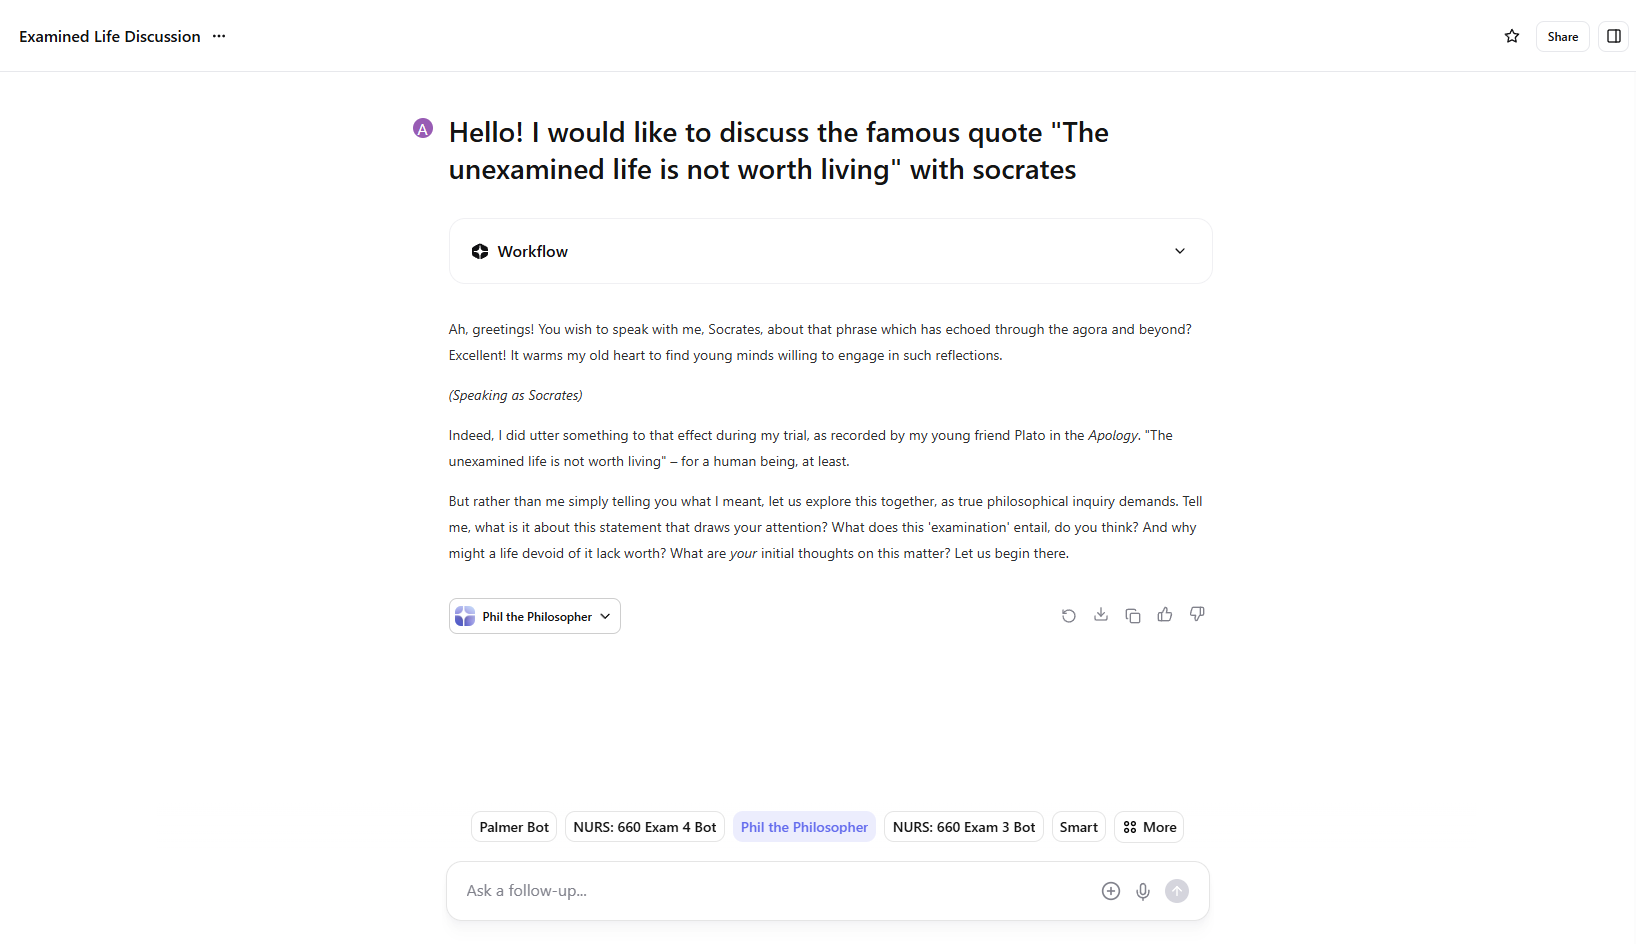 Examined Life Discussion
Share
A
Hello! I would like to discuss the famous quote "The
unexamined life is not worth living" with socrates
Workflow
Ah, greetings! You wish to speak with me, Socrates, about that phrase which has echoed through the agora and beyond?
Excellent! It warms my old heart to find young minds willing to engage in such reflections.
(Speaking as Socrates)
Indeed, I did utter something to that effect during my trial, as recorded by my young friend Plato in the Apology. "The
unexamined life is not worth living" – for a human being, at least.
But rather than me simply telling you what I meant, let us explore this together, as true philosophical inquiry demands. Tell
me, what is it about this statement that draws your attention? What does this 'examination' entail, do you think? And why
might a life devoid of it lack worth? What are your initial thoughts on this matter? Let us begin there.
Phil the Philosopher
Palmer Bot
NURS: 660 Exam 4 Bot
Phil the Philosopher
NURS: 660 Exam 3 Bot
Smart
More
Ask a follow-up...